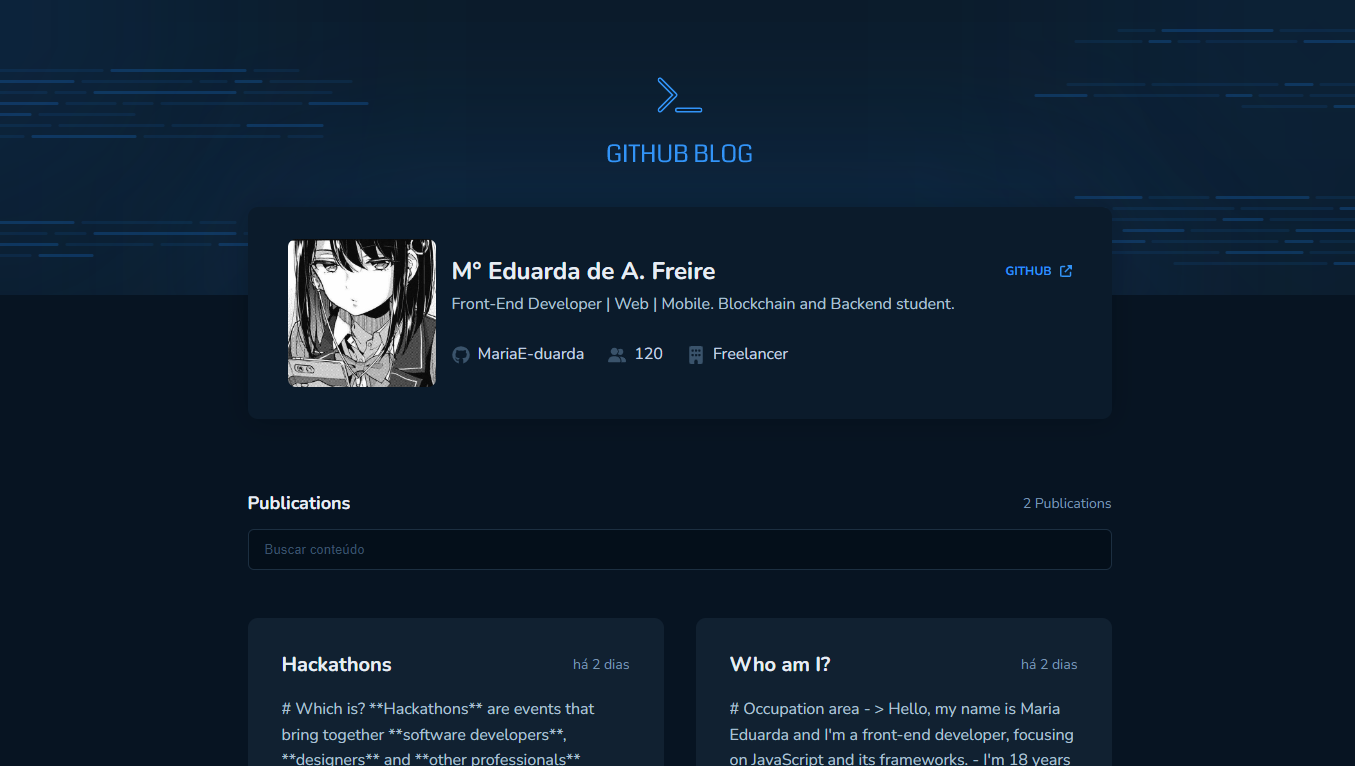 GITHUB BLOG
M° Eduarda de A. Freire
GITHUB
Front-End Developer | Web | Mobile. Blockchain and Backend student.
MariaE-duarda 120 Freelancer
Publications
2 Publications
Buscar conteúdo
Hackathons
há 2 dias
# Which is? **Hackathons** are events that
bring together **software developers**,
**designers** and **other professionals**
Who am I?
há 2 dias
# Occupation area - > Hello, my name is Maria
Eduarda and I'm a front-end developer, focusing
on JavaScript and its frameworks. - I'm 18 years